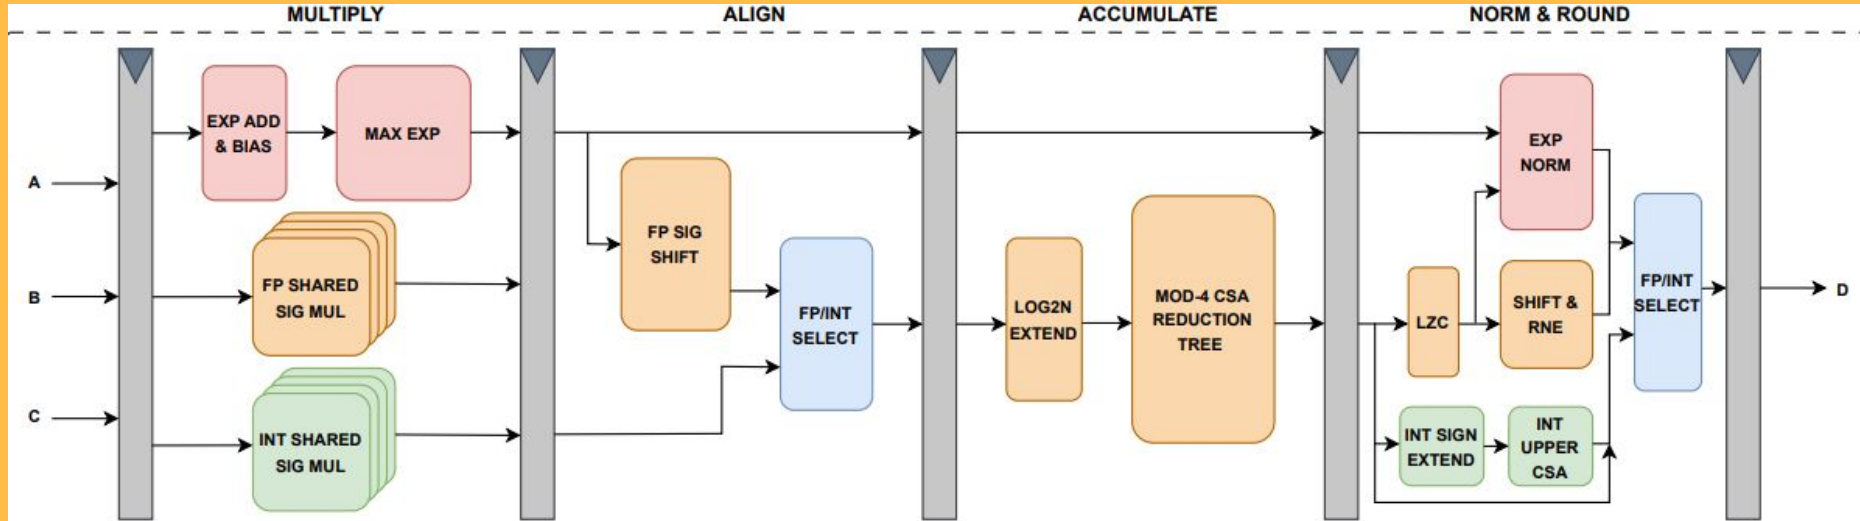 MULTIPLY
ALIGN
ACCUMULATE
NORM & ROUND
A
B
C
EXP ADD
& BIAS
MAX EXP
FP SHARED
SIG MUL
INT SHARED
SIG MUL
FP SIG
SHIFT
FP/INT
SELECT
LOG2N
EXTEND
MOD-4 CSA
REDUCTION
TREE
EXP
NORM
LZC
SHIFT &
RNE
INT SIGN
EXTEND
INT
UPPER
CSA
FP/INT
SELECT
D